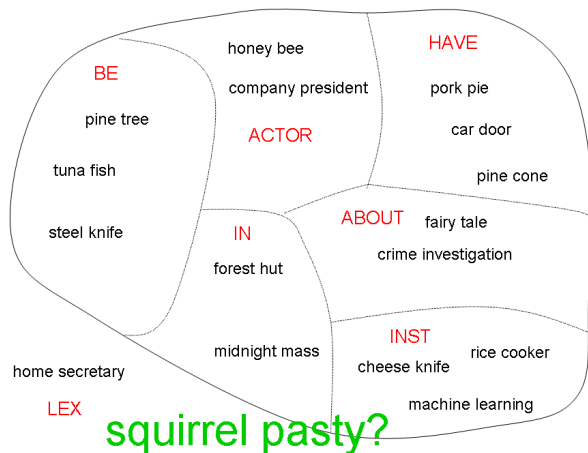 honey bee
HAVE
BE
company president
pork pie
pine tree
ACTOR
car door
tuna fish
pine cone
steel knife
IN
ABOUT
fairy tale
forest hut
crime investigation
INST
midnight mass
rice cooker
cheese knife
home secretary
machine learning
LEX
squirrel pasty?